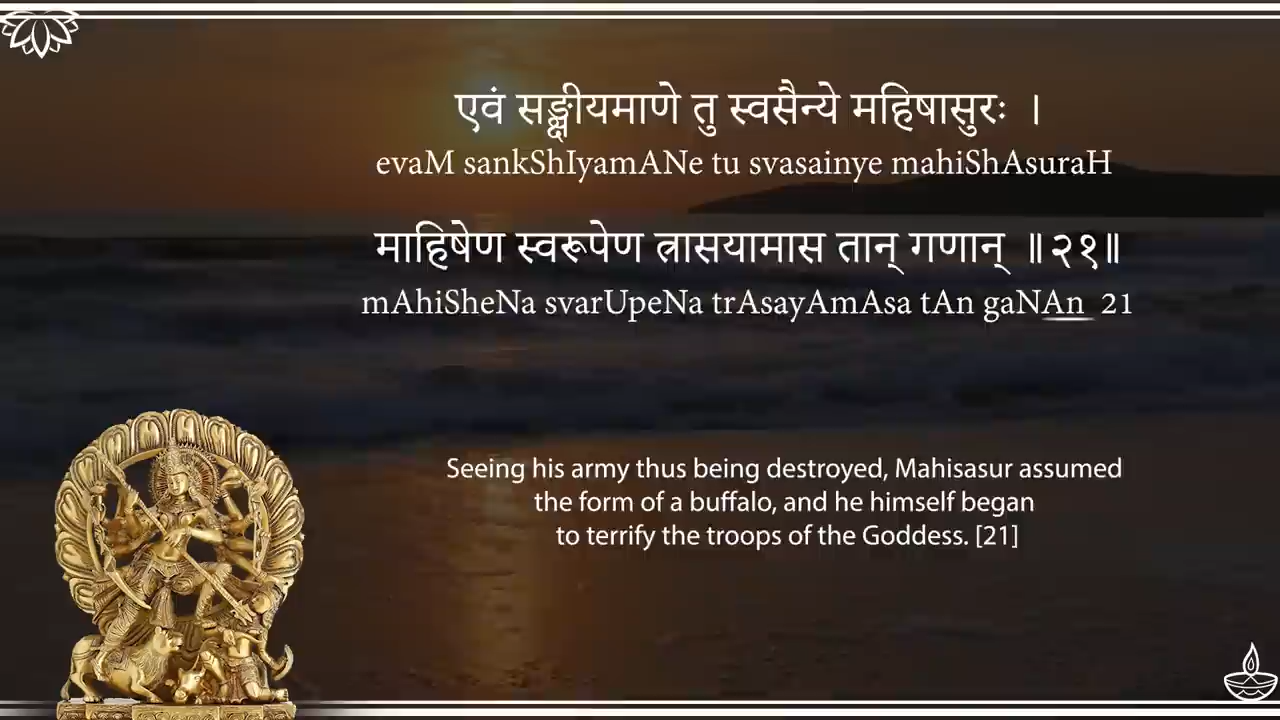 एवं सङ्क्षीयमाणे तु स्वसैन्ये महिषासुरः ।
evaM sankShIyamANe tu svasainye mahiShAsuraH
माहिषेण स्वरूपेण त्रासयामास तान् गणान् ॥२१॥
mAhiSheNa svarUpeNa trAsayAmAsa tAn gaNAn 21
Seeing his army thus being destroyed, Mahisasur assumed
the form of a buffalo, and he himself began
to terrify the troops of the Goddess. [21]